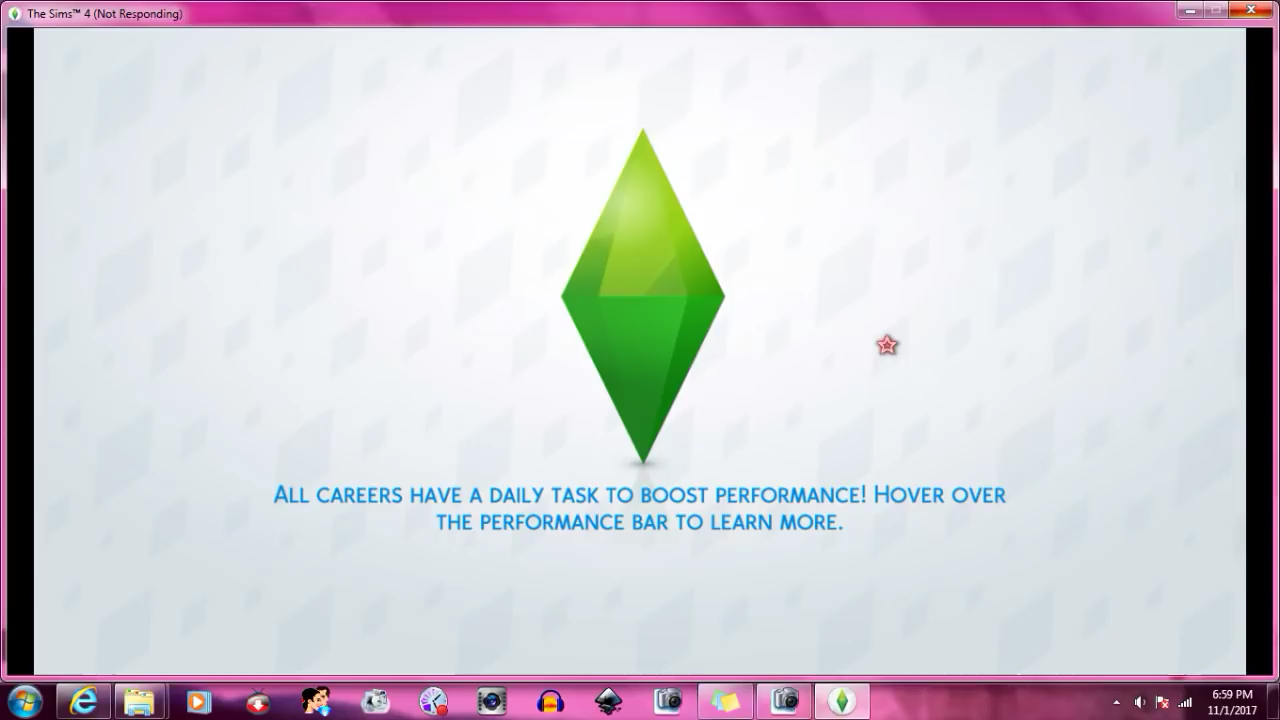 The Sims™ 4 (Not Responding)
All careers have a daily task to boost performance! Hover over
the performance bar to learn more.
6:59 PM
11/1/2017